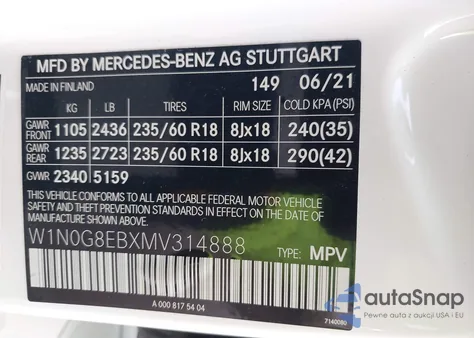 MFD BY MERCEDES-BENZ AG STUTTGART
MADE IN FINLAND 149 06/21
KG LB TIRES RIM SIZE COLD KPA (PSI)
GAWR FRONT 1105 2436 235/60 R18 8Jx18 240(35)
GAWR REAR 1235 2723 235/60 R18 8Jx18 290(42)
GVWR 2340 5159
THIS VEHICLE CONFORMS TO ALL APPLICABLE FEDERAL MOTOR VEHICLE
SAFETY AND THEFT PREVENTION STANDARDS
IN EFFECT ON THE DATE OF
MANUFACTURE SHOWN ABOVE.
W1N0G8EBXMV314888 TYPE: MPV
A 000 817 54 04
7140080
autoSnap
Pewne auta z aukcji USA i EU